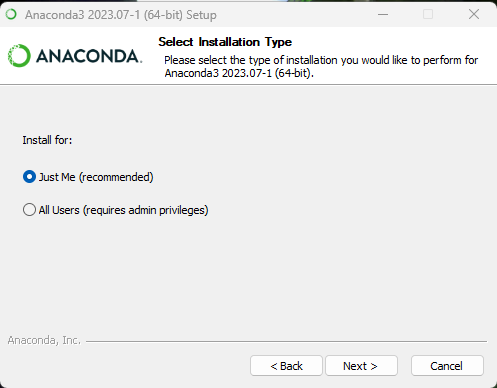 Anaconda3 2023.07-1 (64-bit) Setup
Select Installation Type
ANACONDA.
Please select the type of installation you would like to perform for
Anaconda3 2023.07-1 (64-bit).
Install for:
Just Me (recommended)
All Users (requires admin privileges)
Anaconda, Inc.
< Back
Next >
Cancel